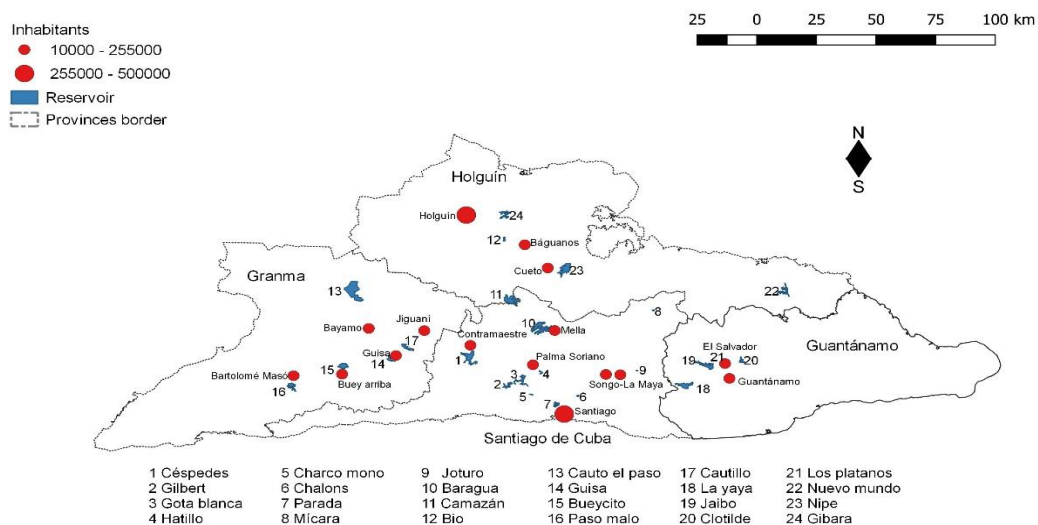 25 0 25 50 75 100 km
Inhabitants
10000 - 255000
255000 - 500000
Reservoir
Provinces border
N
S
Holguín
Holguín
24
12
Báguanos
Cueto
23
Granma
13
11
22
Bayamo
Jiguaní
17
Contramaestre
10
Mella
8
Guantánamo
Guisa
14
1
Palma Soriano
El Salvador
19
21
20
15
Bartolomé Masó
16
Buey arriba
3
4
2
5
Songo-La Maya
9
6
7
18
Guantánamo
Santiago
Santiago de Cuba
1 Céspedes 5 Charco mono 9 Joturo 13 Cauto el paso 17 Cautillo 21 Los platanos
2 Gilbert 6 Chalons 10 Baragua 14 Guisa 18 La yaya 22 Nuevo mundo
3 Gota blanca 7 Parada 11 Camazán 15 Bueycito 19 Jaibo 23 Nipe
4 Hatillo 8 Mícara 12 Bio 16 Paso malo 20 Clotilde 24 Gibara